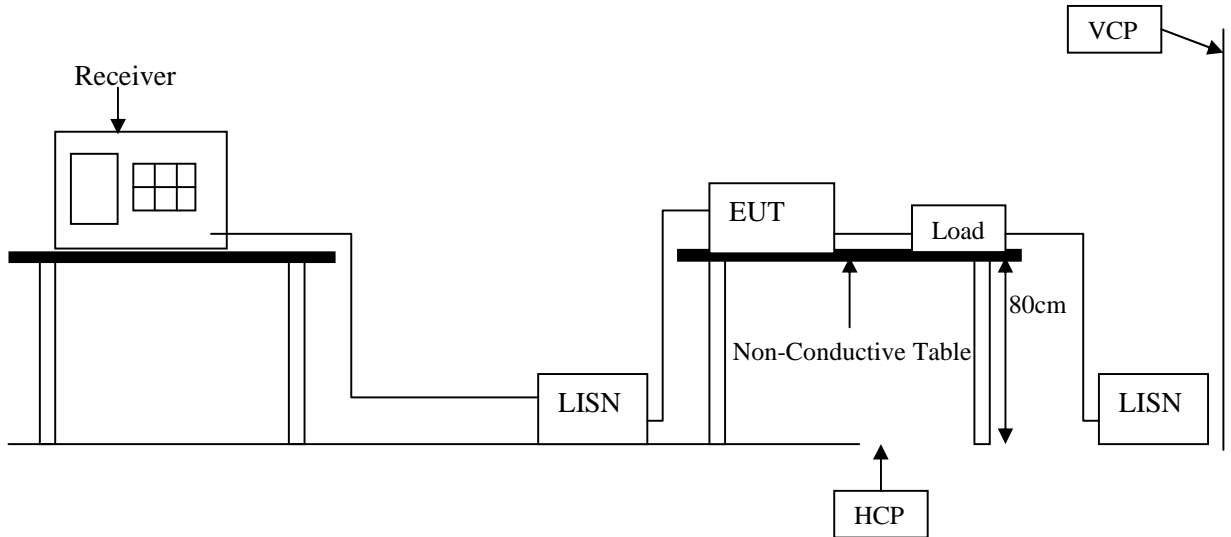 VCP
Receiver
EUT
Load
80cm
Non-Conductive Table
LISN
LISN
HCP